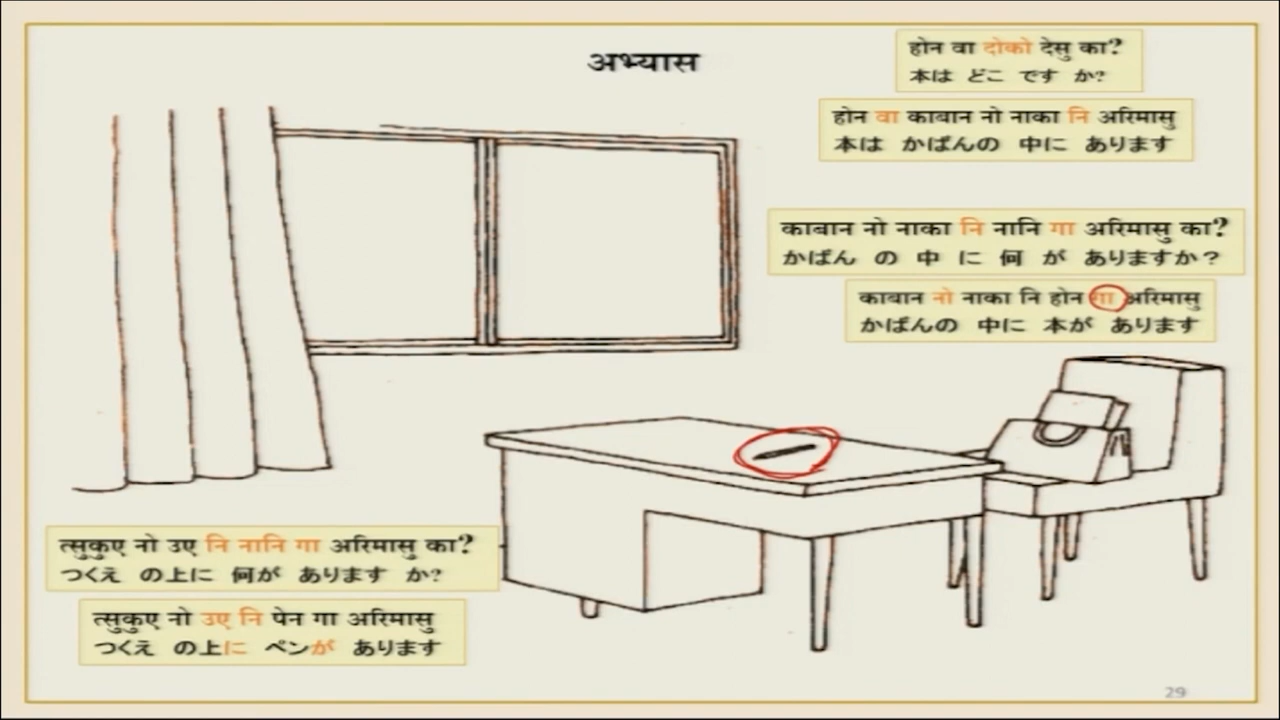 अभ्यास
होन वा दोको देसु का?
本は どこ です か?
होन वा काबान नो नाका नि अरिमासु
本は かばんの 中に あります
काबान नो नाका नि नानि गा अरिमासु का?
かばん の 中 に 何 が ありますか?
काबान नो नाका नि होन गा अरिमासु
かばんの 中に 本が あります
त्सुकुए नो उए नि नानि गा अरिमासु का?
つくえ の上に 何が あります か?
त्सुकुए नो उए नि पेन गा अरिमासु
つくえ の上に ペンが あります
29